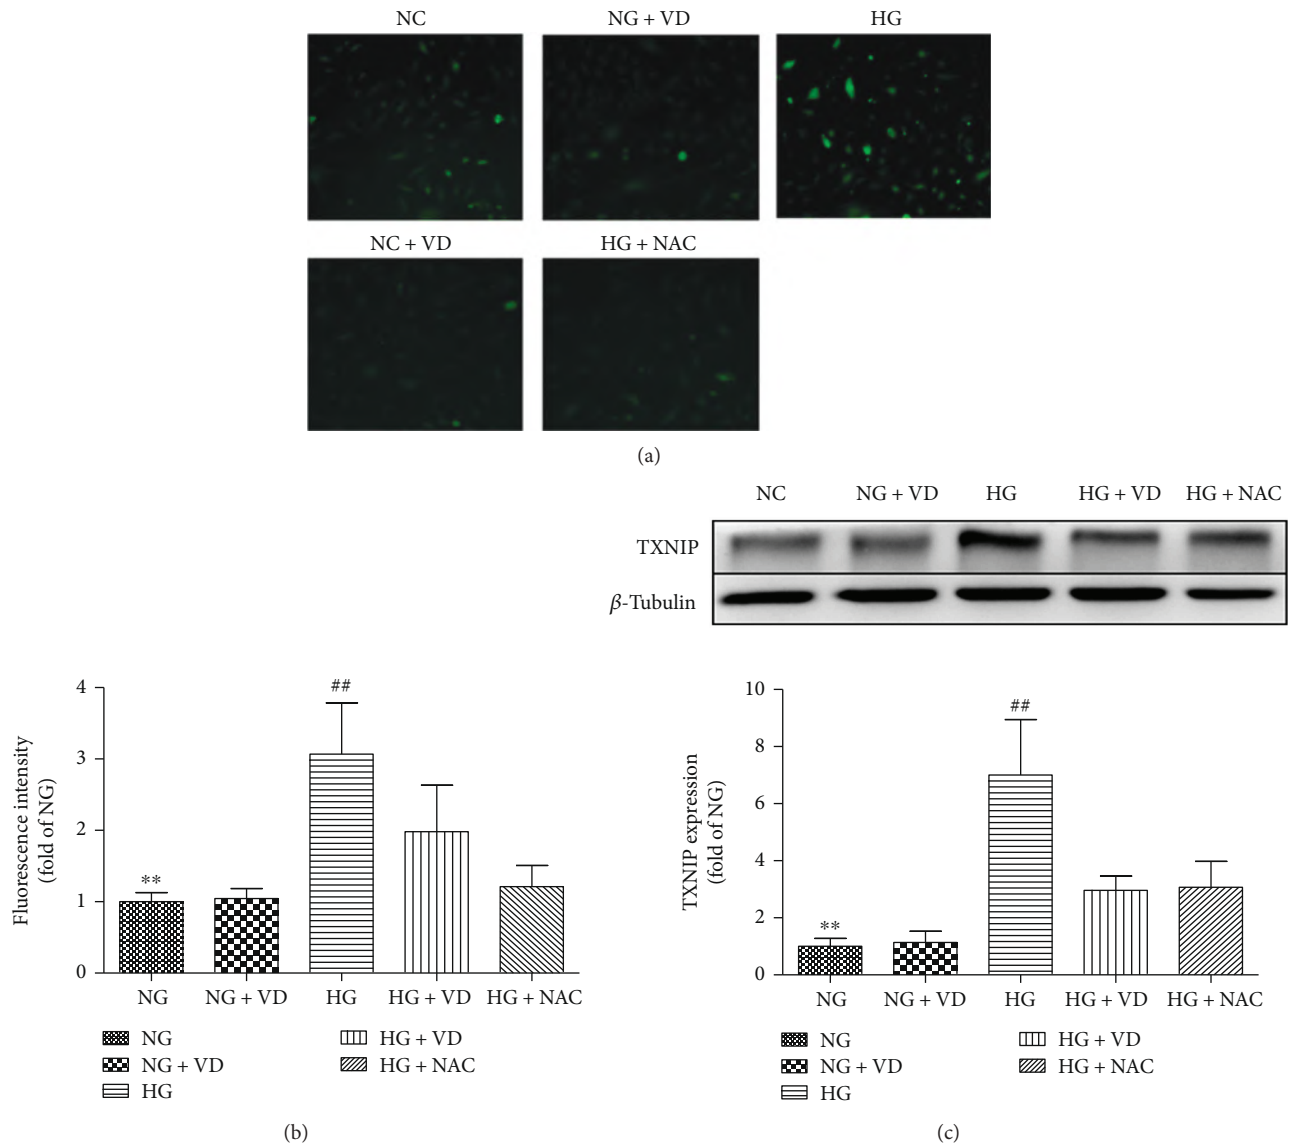 NC NG + VD HG
NC + VD HG + NAC
(a)
NC NG + VD HG HG + VD HG + NAC
TXNIP
β-Tubulin
Fluorescence intensity
(fold of NG)
4
3
2
1
0
**
##
NG NG + VD HG HG + VD HG + NAC
NG
NG + VD
HG
HG + VD
HG + NAC
(b)
TXNIP expression
(fold of NG)
10
8
6
4
2
0
**
##
NG NG + VD HG HG + VD HG + NAC
NG
NG + VD
HG
HG + VD
HG + NAC
(c)